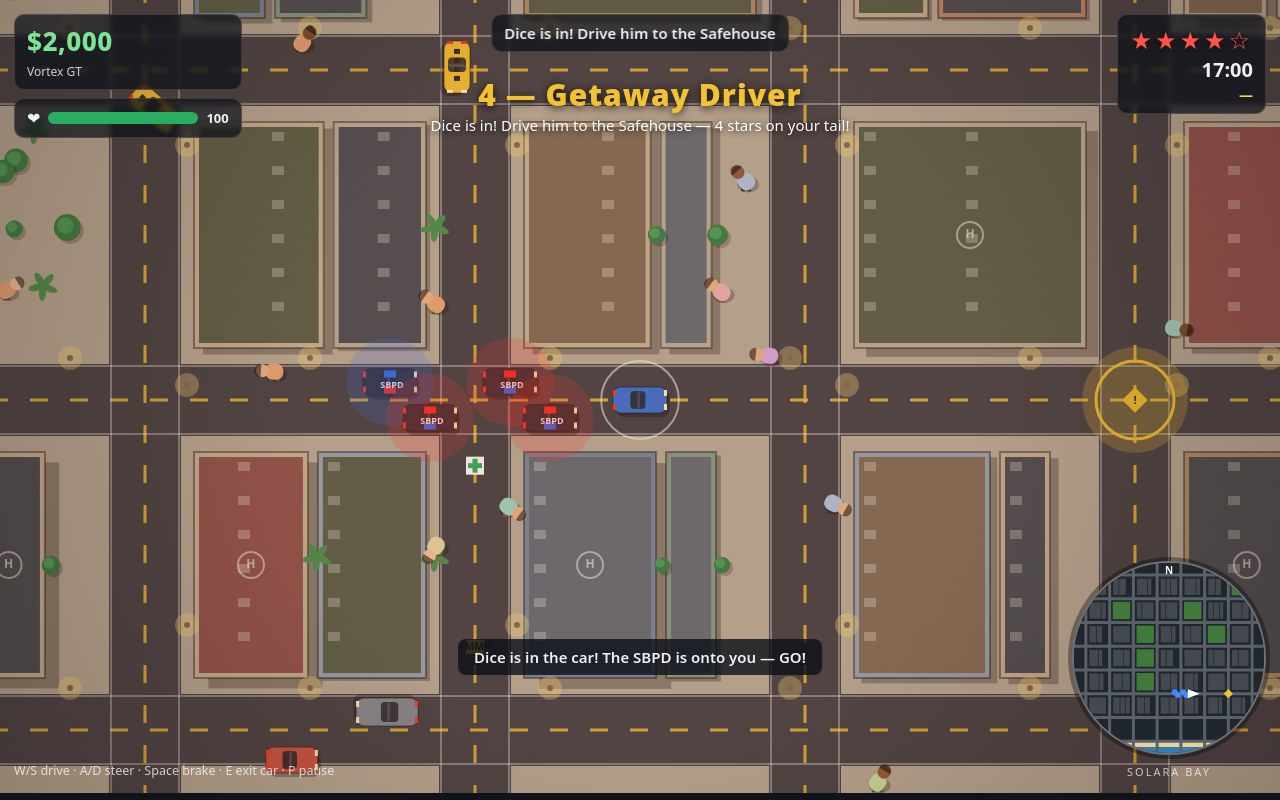 $2,000
Vortex GT
❤ 100
Dice is in! Drive him to the Safehouse
★★★★☆
17:00
—
4 — Getaway Driver
Dice is in! Drive him to the Safehouse — 4 stars on your tail!
H
SBPD
SBPD
SBPD
SBPD
!
H
H
H
H
N
Dice is in the car! The SBPD is onto you — GO!
W/S drive · A/D steer · Space brake · E exit car · P pause
SOLARA BAY